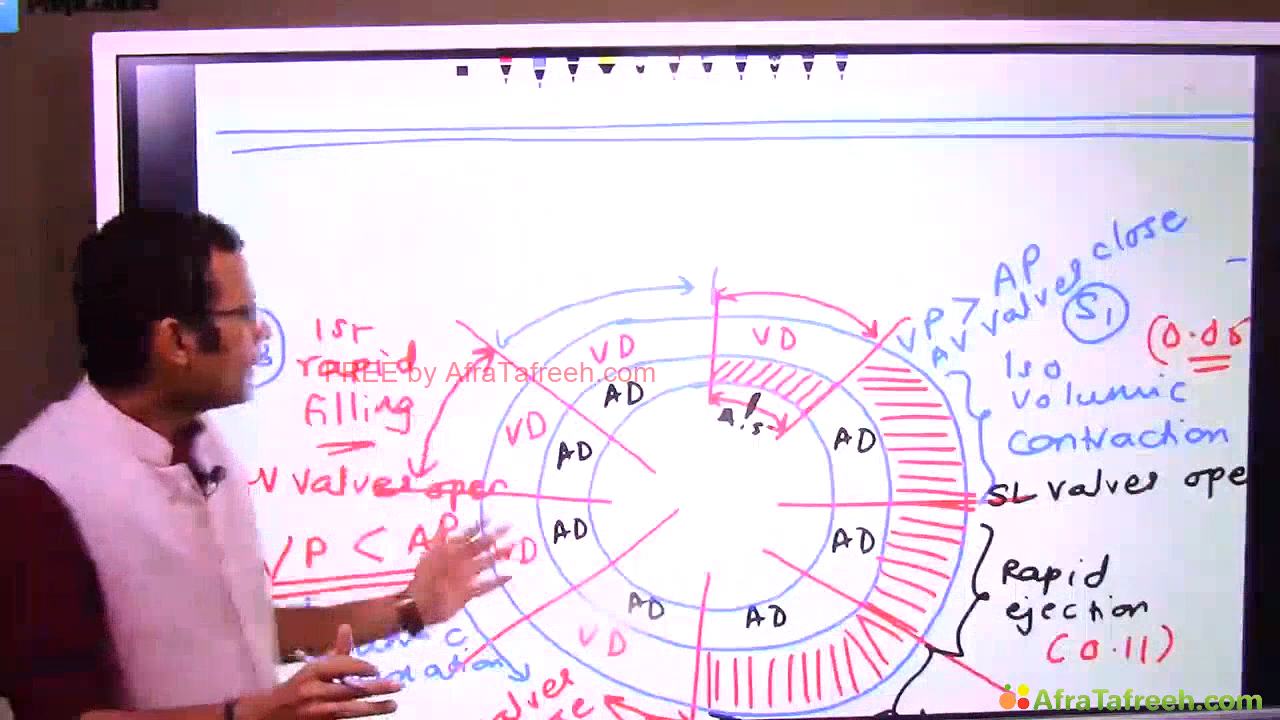 VP > AP
AV valves close
S1
(0.05
Iso
volumic
contraction
SL valves ope
Rapid
ejection
(0.11)
1st
rapid
filling
valves open
VP < AP
VD
VD
VD
VD
VD
AD
AD
AD
AD
AD
AD
AD
FREE by AfraTafreeh.com
AfraTafreeh.com